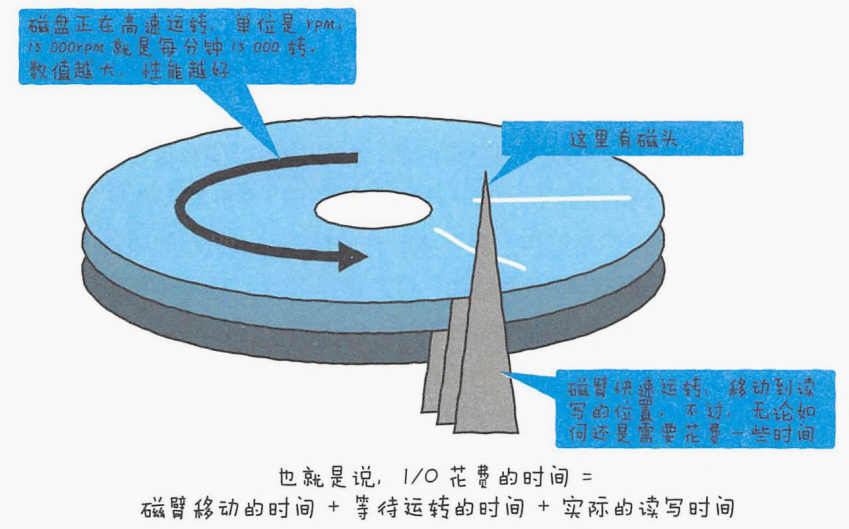 磁盘正在高速运转，单位是 rpm，
15 000rpm 就是每分钟 15 000 转。
数值越大，性能越好
这里有磁头
磁臂快速运转，移动到读
写的位置。不过，无论如
何还是需要花费一些时间
也就是说，I/O 花费的时间 =
磁臂移动的时间 + 等待运转的时间 + 实际的读写时间